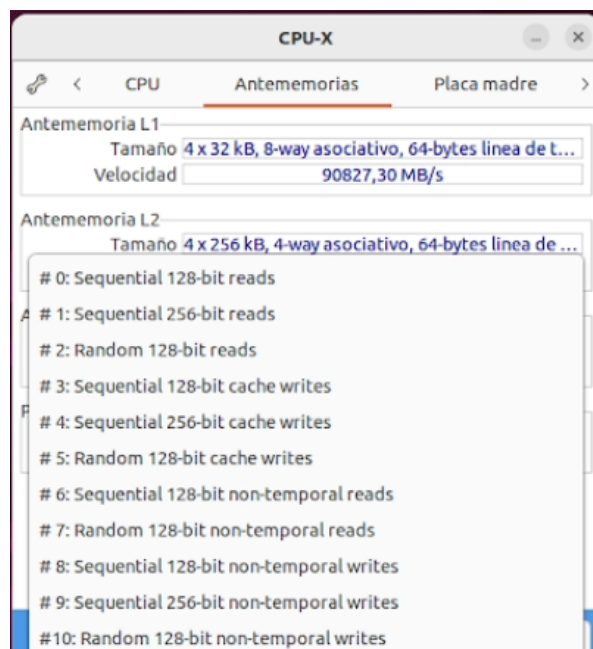 CPU-X
CPU Antememorias Placa madre
Antememoria L1
Tamaño 4 x 32 kB, 8-way asociativo, 64-bytes linea de t...
Velocidad 90827,30 MB/s
Antememoria L2
Tamaño 4 x 256 kB, 4-way asociativo, 64-bytes linea de ...
# 0: Sequential 128-bit reads
# 1: Sequential 256-bit reads
# 2: Random 128-bit reads
# 3: Sequential 128-bit cache writes
# 4: Sequential 256-bit cache writes
# 5: Random 128-bit cache writes
# 6: Sequential 128-bit non-temporal reads
# 7: Random 128-bit non-temporal reads
# 8: Sequential 128-bit non-temporal writes
# 9: Sequential 256-bit non-temporal writes
#10: Random 128-bit non-temporal writes